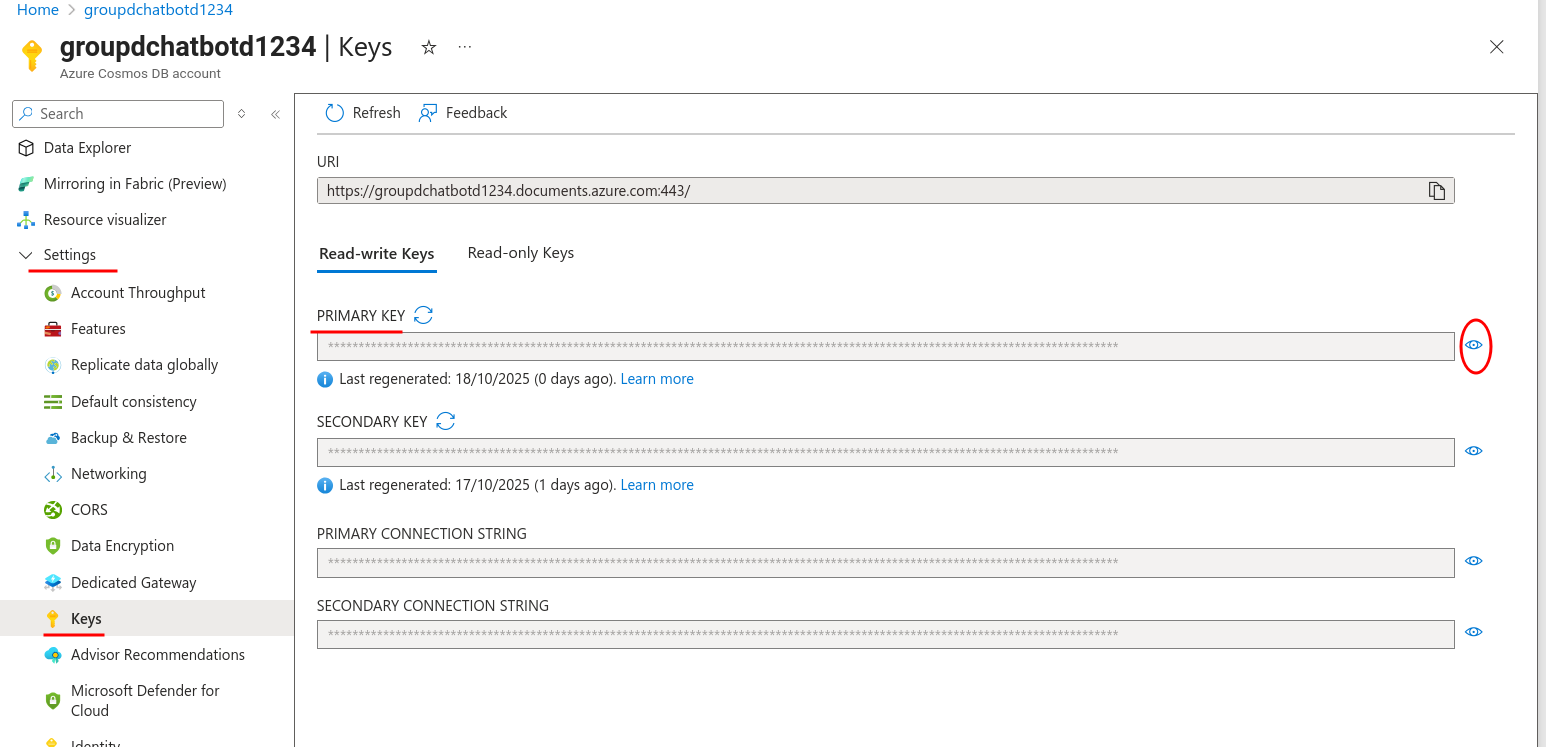 Home > groupdchatbotd1234
groupdchatbotd1234 | Keys
Azure Cosmos DB account
Search
Data Explorer
Mirroring in Fabric (Preview)
Resource visualizer
Settings
Account Throughput
Features
Replicate data globally
Default consistency
Backup & Restore
Networking
CORS
Data Encryption
Dedicated Gateway
Keys
Advisor Recommendations
Microsoft Defender for
Cloud
Identity
Refresh
Feedback
URI
https://groupdchatbotd1234.documents.azure.com:443/
Read-write Keys
Read-only Keys
PRIMARY KEY
Last regenerated: 18/10/2025 (0 days ago). Learn more
SECONDARY KEY
Last regenerated: 17/10/2025 (1 days ago). Learn more
PRIMARY CONNECTION STRING
SECONDARY CONNECTION STRING